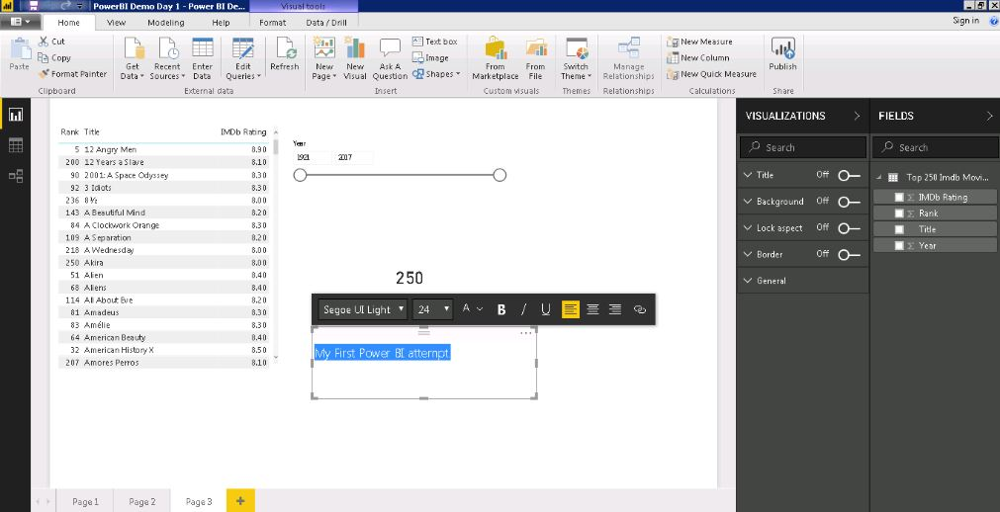 PowerBI Demo Day 1 - Power BI De...
Visual tools
Home View Modeling Help Format Data / Drill Sign in
Paste
Cut
Copy
Format Painter
Clipboard
Get Data
Recent Sources
Enter Data
Edit Queries
Refresh
External data
New Page
New Visual
Ask A Question
Text box
Image
Shapes
Insert
From Marketplace
From File
Custom visuals
Switch Theme
Themes
Manage Relationships
Relationships
New Measure
New Column
New Quick Measure
Calculations
Publish
Share
Rank Title IMDb Rating
5 12 Angry Men 8.90
200 12 Years a Slave 8.10
90 2001: A Space Odyssey 8.30
92 3 Idiots 8.30
236 8½ 8.00
143 A Beautiful Mind 8.20
84 A Clockwork Orange 8.30
109 A Separation 8.20
218 A Wednesday 8.00
250 Akira 8.00
51 Alien 8.40
68 Aliens 8.40
114 All About Eve 8.20
81 Amadeus 8.30
83 Amélie 8.30
64 American Beauty 8.40
32 American History X 8.50
207 Amores Perros 8.10
Year
1921 2017
250
Segoe UI Light 24 A B I U
My First Power BI attempt
VISUALIZATIONS
Search
Title Off
Background Off
Lock aspect Off
Border Off
General
FIELDS
Search
Top 250 Imdb Movi...
Σ IMDb Rating
Σ Rank
Title
Σ Year
Page 1 Page 2 Page 3 +